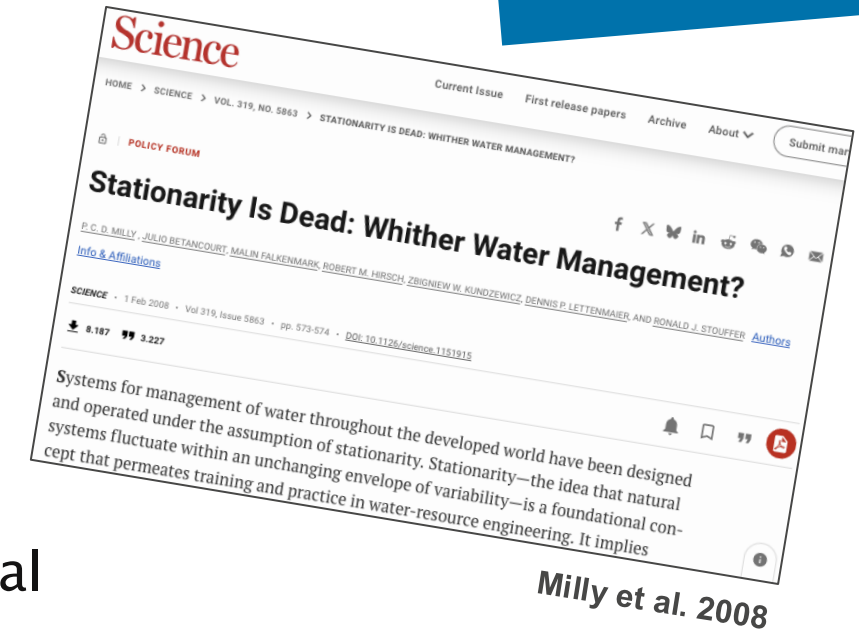 Science
Current Issue First release papers Archive About Submit mar
HOME > SCIENCE > VOL. 319, NO. 5863 > STATIONARITY IS DEAD: WHITHER WATER MANAGEMENT?
POLICY FORUM
Stationarity Is Dead: Whither Water Management?
P. C. D. MILLY, JULIO BETANCOURT, MALIN FALKENMARK, ROBERT M. HIRSCH, ZBIGNIEW W. KUNDZEWICZ, DENNIS P. LETTENMAIER, AND RONALD J. STOUFFER Authors
Info & Affiliations
SCIENCE · 1 Feb 2008 · Vol 319, Issue 5863 · pp. 573-574 · DOI: 10.1126/science.1151915
8.187 3.227
Systems for management of water throughout the developed world have been designed
and operated under the assumption of stationarity. Stationarity—the idea that natural
systems fluctuate within an unchanging envelope of variability—is a foundational con-
cept that permeates training and practice in water-resource engineering. It implies
al
Milly et al. 2008